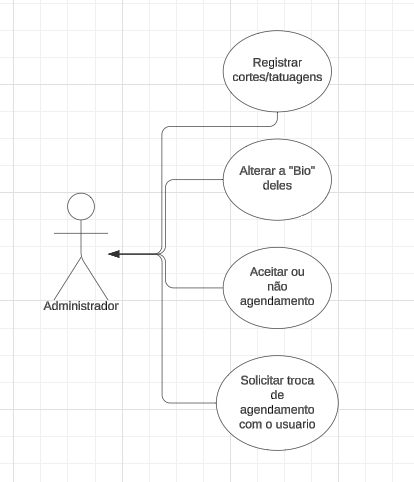 Registrar
cortes/tatuagens
Alterar a "Bio"
deles
Aceitar ou
não
agendamento
Administrador
Solicitar troca
de
agendamento
com o usuario